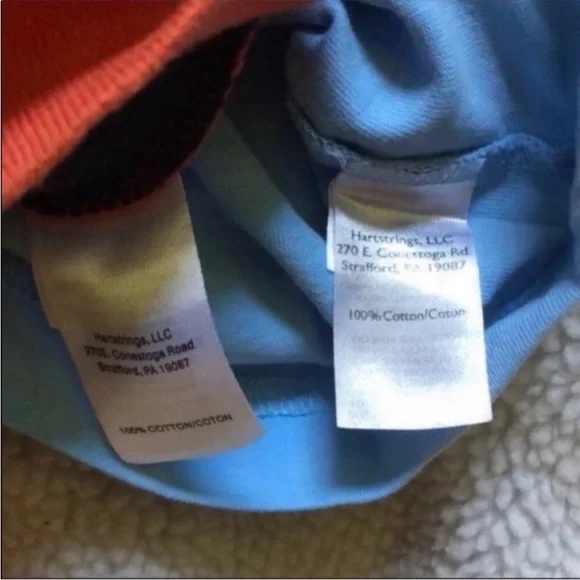 Hartstrings, LLC
270E. Conestoga Road
Strafford, PA 19087
100% COTTON/COTON
Hartstrings, LLC
270 E. Conestoga Rd
Strafford, PA 19087
100% Cotton/Coton